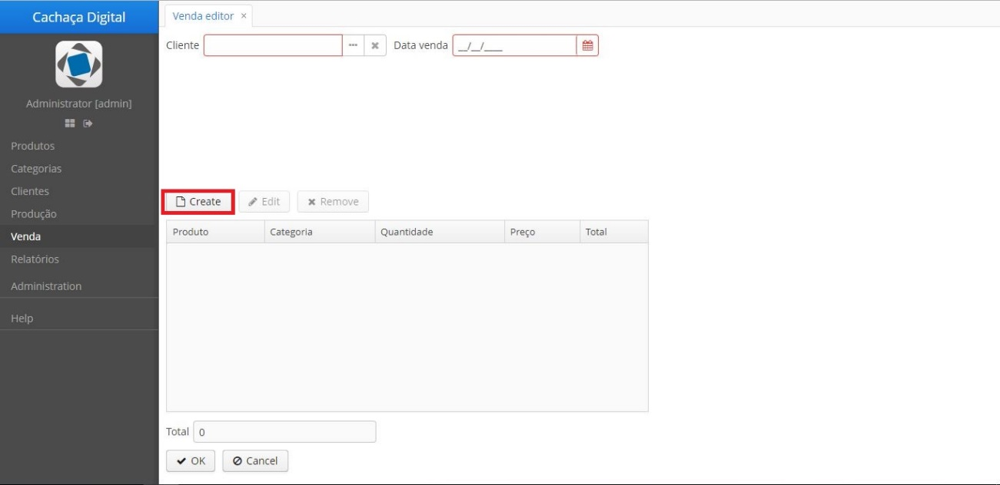 Cachaça Digital
Administrator [admin]
Produtos
Categorias
Clientes
Produção
Venda
Relatórios
Administration
Help
Venda editor ×
Cliente Data venda __/__/____
Create Edit Remove
Produto Categoria Quantidade Preço Total
Total 0
OK Cancel